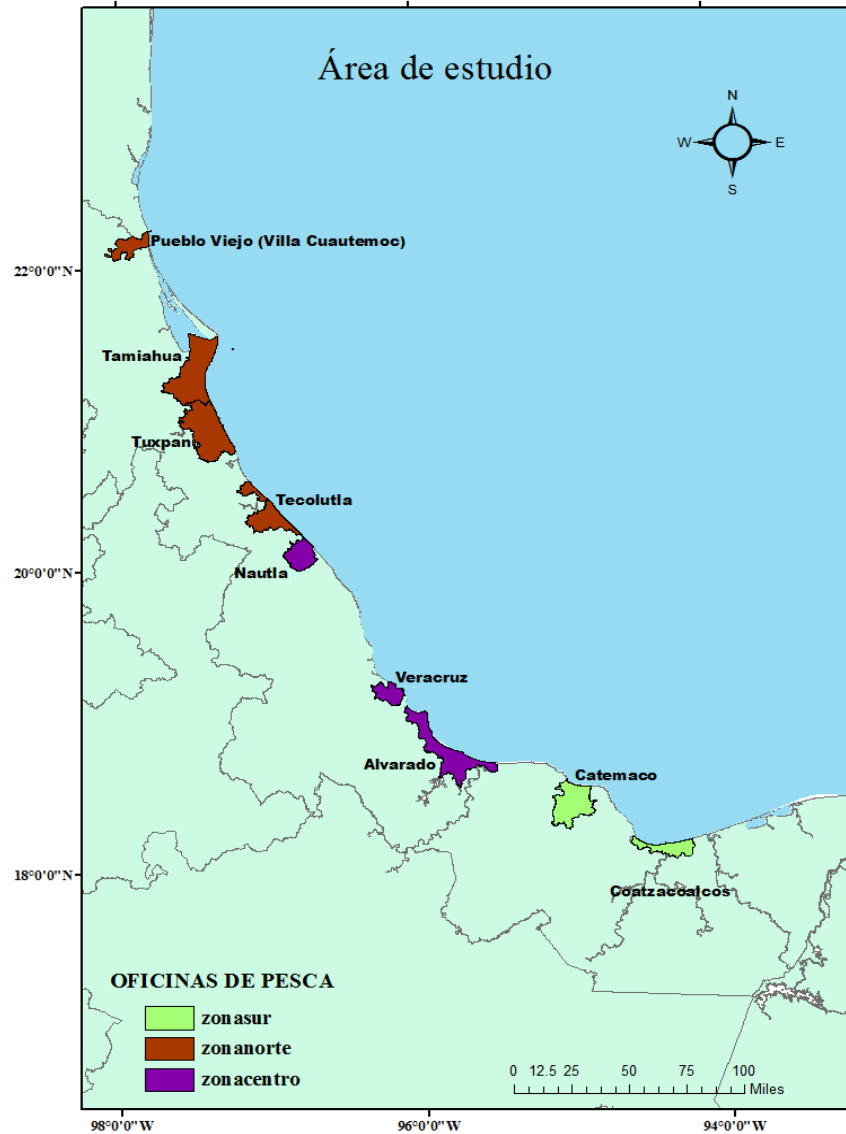 Área de estudio
N
W
E
S
Pueblo Viejo (Villa Cuautemoc)
22°0'0"N
Tamiahua
Tuxpan
Tecolutla
20°0'0"N
Nautla
Veracruz
Alvarado
Catemaco
18°0'0"N
Coatzacoalcos
OFICINAS DE PESCA
zonasur
zonanorte
zonacentro
0 12.5 25 50 75 100
Miles
98°0'0"W
96°0'0"W
94°0'0"W